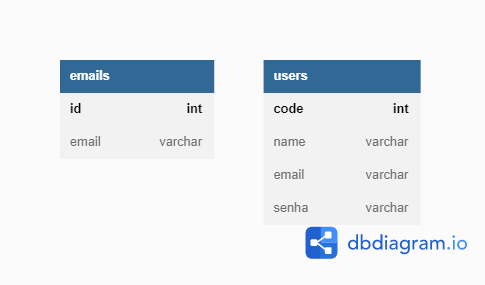 emails
id int
email varchar
users
code int
name varchar
email varchar
senha varchar
dbdiagram.io